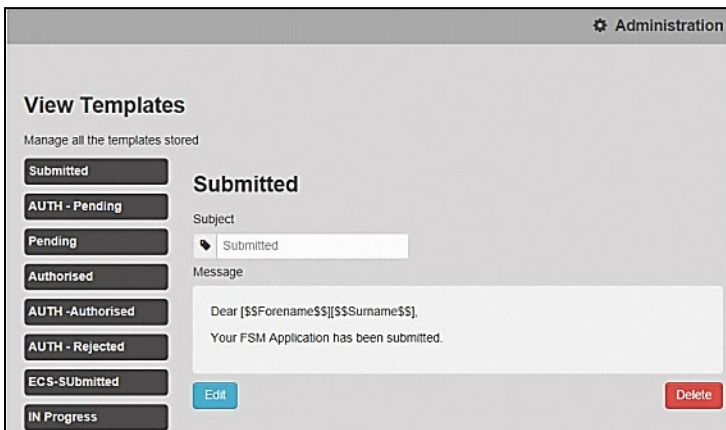 Administration
View Templates
Manage all the templates stored
Submitted
AUTH - Pending
Pending
Authorised
AUTH -Authorised
AUTH - Rejected
ECS-SUbmitted
IN Progress
Submitted
Subject
Submitted
Message
Dear [$$Forename$$][$$Surname$$],
Your FSM Application has been submitted.
Edit
Delete